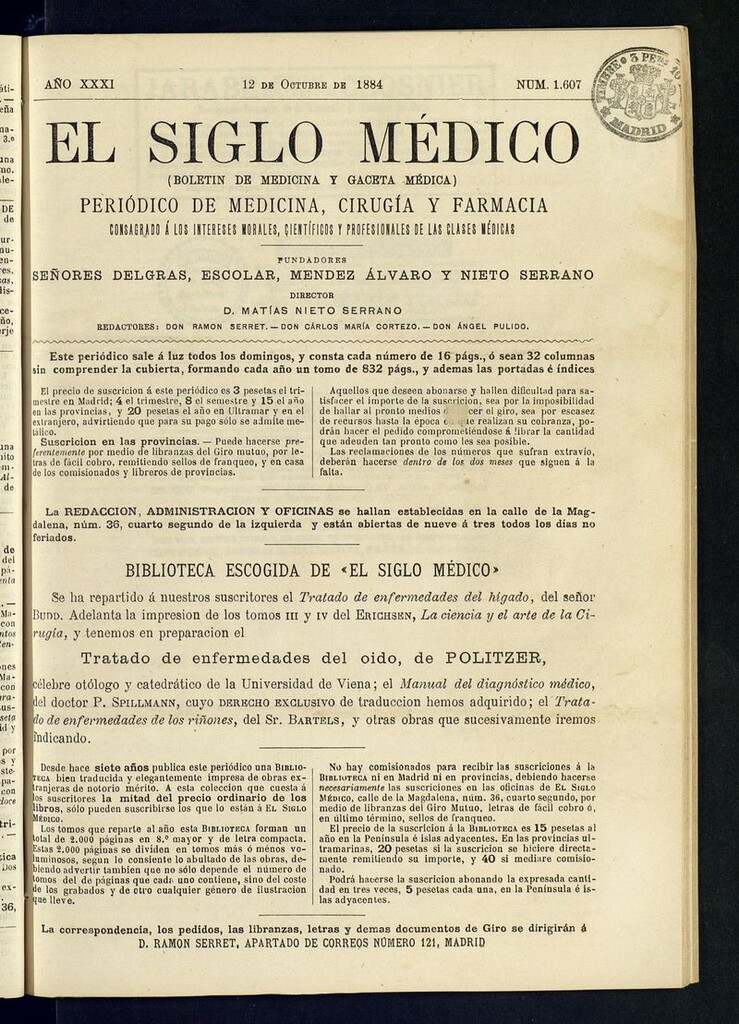 AÑO XXXI 12 DE OCTUBRE DE 1884 NUM. 1.607
TIMBRE 3 PE
MADRID
EL SIGLO MÉDICO
(BOLETIN DE MEDICINA Y GACETA MÉDICA)
PERIÓDICO DE MEDICINA, CIRUGÍA Y FARMACIA
CONSAGRADO Á LOS INTERESES MORALES, CIENTÍFICOS Y PROFESIONALES DE LAS CLASES MÉDICAS
FUNDADORES
SEÑORES DELGRAS, ESCOLAR, MENDEZ ÁLVARO Y NIETO SERRANO
DIRECTOR
D. MATÍAS NIETO SERRANO
REDACTORES: DON RAMON SERRET. — DON CÁRLOS MARÍA CORTEZO. — DON ÁNGEL PULIDO.
Este periódico sale á luz todos los domingos, y consta cada número de 16 págs., ó sean 32 columnas
sin comprender la cubierta, formando cada año un tomo de 832 págs., y ademas las portadas é índices
El precio de suscricion á este periódico es 3 pesetas el tri-
mestre en Madrid; 4 el trimestre, 8 el semestre y 15 el año
en las provincias, y 20 pesetas el año en Ultramar y en el
extranjero, advirtiendo que para su pago sólo se admite me-
tálico.
Suscricion en las provincias. — Puede hacerse pre-
ferentemente por medio de libranzas del Giro mutuo, por le-
tras de fácil cobro, remitiendo sellos de franqueo, y en casa
de los comisionados y libreros de provincias.
Aquellos que deseen abonarse y hallen dificultad para sa-
tisfacer el importe de la suscricion, sea por la imposibilidad
de hallar al pronto medios cer el giro, sea por escasez
de recursos hasta la época realizan su cobranza, po-
drán hacer el pedido comprometiéndose á librar la cantidad
que adeuden tan pronto como les sea posible.
Las reclamaciones de los números que sufran extravío,
deberán hacerse dentro de los dos meses que siguen á la
falta.
La REDACCION, ADMINISTRACION Y OFICINAS se hallan establecidas en la calle de la Mag-
dalena, núm. 36, cuarto segundo de la izquierda y están abiertas de nueve á tres todos los dias no
feriados.
BIBLIOTECA ESCOGIDA DE «EL SIGLO MÉDICO»
Se ha repartido á nuestros suscritores el Tratado de enfermedades del hígado, del señor
BUDD. Adelanta la impresion de los tomos III y IV del ERICHSEN, La ciencia y el arte de la Ci-
rugía, y tenemos en preparacion el
Tratado de enfermedades del oido, de POLITZER,
célebre otólogo y catedrático de la Universidad de Viena; el Manual del diagnóstico médico,
del doctor P. SPILLMANN, cuyo DERECHO EXCLUSIVO de traduccion hemos adquirido; el Trata-
do de enfermedades de los riñones, del Sr. BARTELS, y otras obras que sucesivamente iremos
indicando.
Desde hace siete años publica este periódico una BIBLIO-
TECA bien traducida y elegantemente impresa de obras ex-
tranjeras de notorio mérito. A esta coleccion que cuesta á
los suscritores la mitad del precio ordinario de los
libros, sólo pueden suscribirse los que lo están á EL SIGLO
MÉDICO.
Los tomos que reparte al año esta BIBLIOTECA forman un
total de 2.000 páginas en 8.º mayor y de letra compacta.
Estas 2.000 páginas se dividen en tomos más ó ménos vo-
luminosos, segun lo consiente lo abultado de las obras, de-
biendo advertir tambien que no sólo depende el número de
tomos del de páginas que cada uno contiene, sino del coste
de los grabados y de otro cualquier género de ilustracion
que lleve.
No hay comisionados para recibir las suscriciones á la
BIBLIOTECA ni en Madrid ni en provincias, debiendo hacerse
necesariamente las suscriciones en las oficinas de EL SIGLO
MÉDICO, calle de la Magdalena, núm. 36, cuarto segundo, por
medio de libranzas del Giro Mutuo, letras de fácil cobro ó,
en último término, sellos de franqueo.
El precio de la suscricion á la BIBLIOTECA es 15 pesetas al
año en la Península é islas adyacentes. En las provincias ul-
tramarinas, 20 pesetas si la suscricion se hiciere directa-
mente remitiendo su importe, y 40 si mediare comisio-
nado.
Podrá hacerse la suscricion abonando la expresada canti-
dad en tres veces, 5 pesetas cada una, en la Península é is-
las adyacentes.
La correspondencia, los pedidos, las libranzas, letras y demas documentos de Giro se dirigirán á
D. RAMON SERRET, APARTADO DE CORREOS NÚMERO 121, MADRID